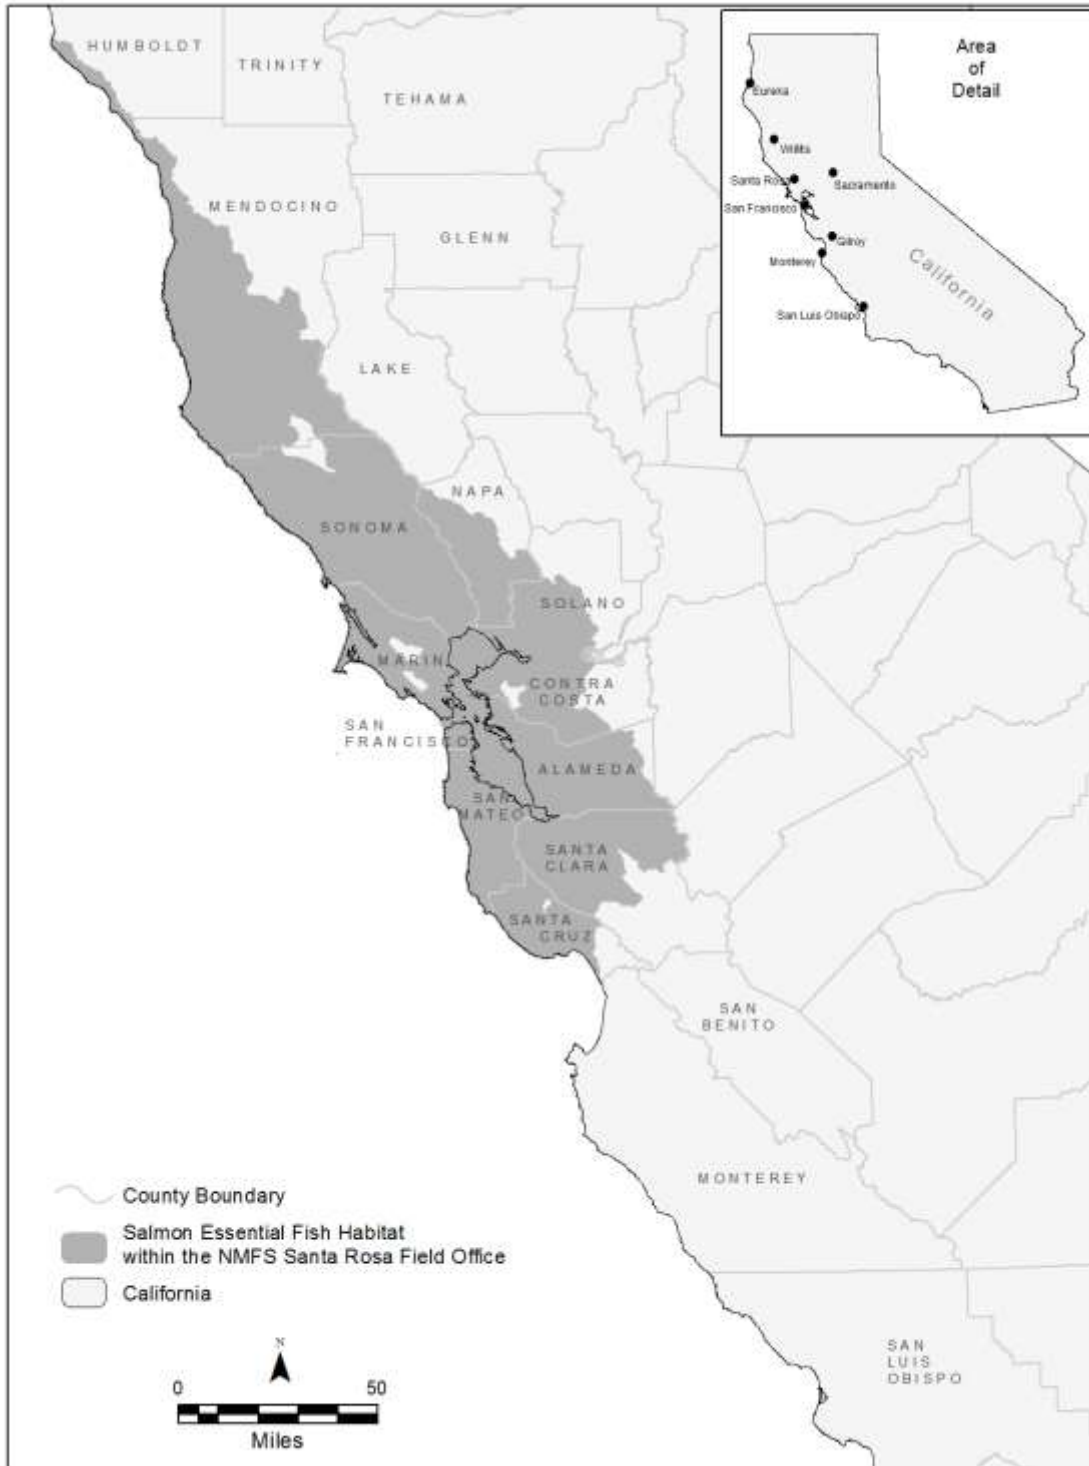 HUMBOLDT
TRINITY
TEHAMA
MENDOCINO
GLENN
LAKE
NAPA
SONOMA
SOLANO
MARIN
CONTRA
COSTA
SAN
FRANCISCO
ALAMEDA
SAN
MATEO
SANTA
CLARA
SANTA
CRUZ
SAN
BENITO
MONTEREY
SAN
LUIS
OBISPO
Area
of
Detail
Eureka
Willits
Santa Rosa
Sacramento
San Francisco
Gilroy
Monterey
San Luis Obispo
California
County Boundary
Salmon Essential Fish Habitat
within the NMFS Santa Rosa Field Office
California
N
0 50
Miles